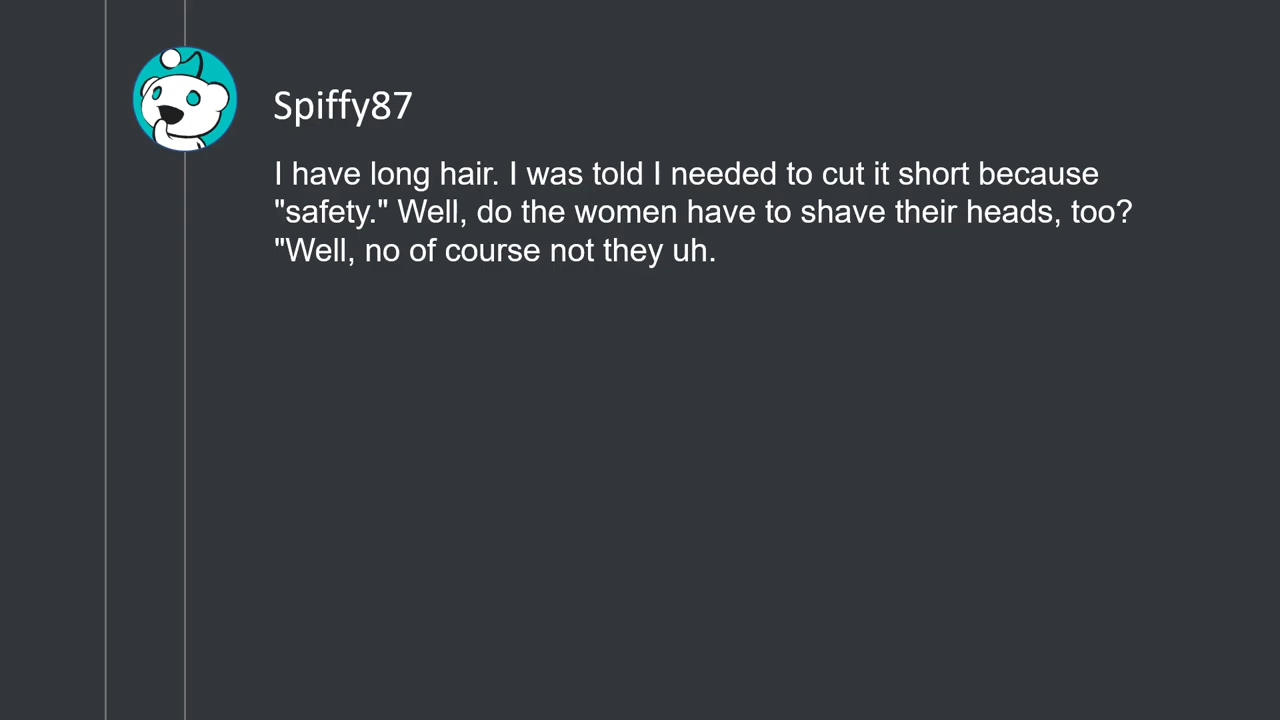 Spiffy87
I have long hair. I was told I needed to cut it short because
"safety." Well, do the women have to shave their heads, too?
"Well, no of course not they uh.